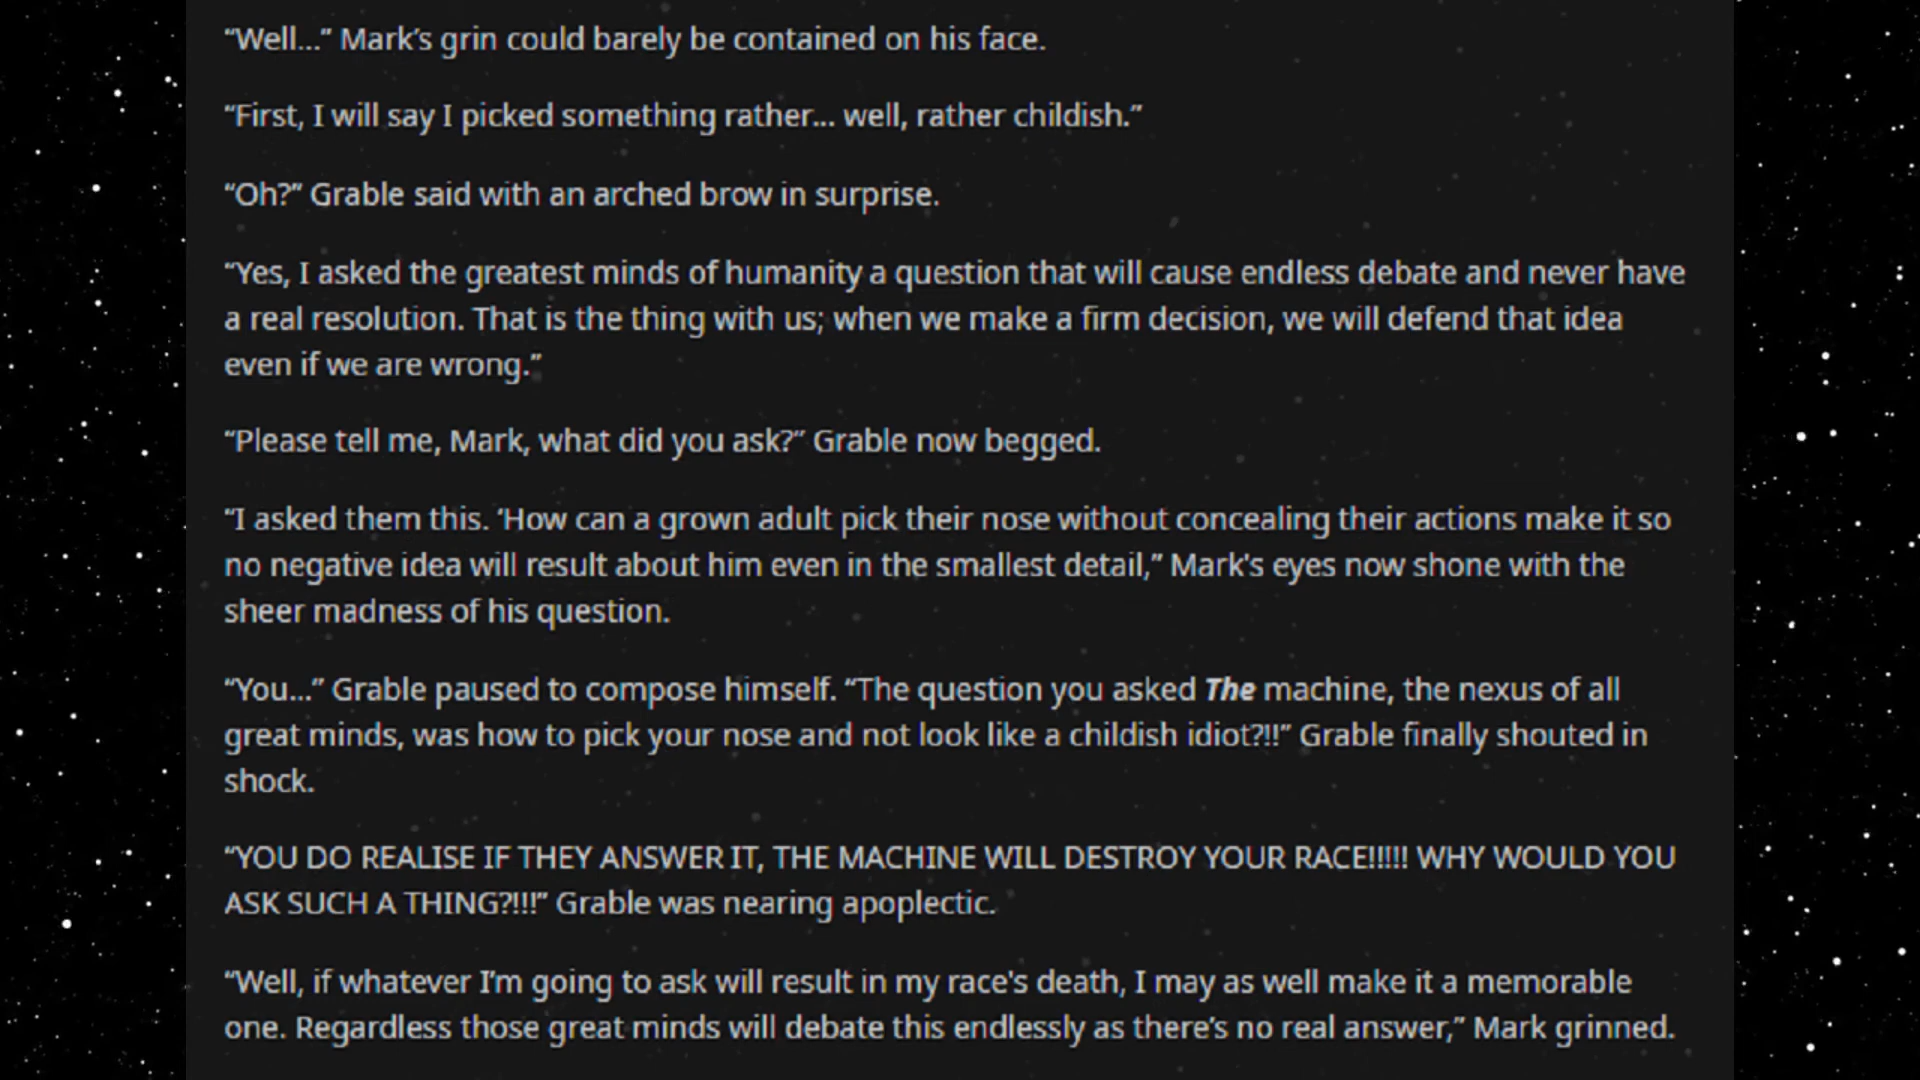 “Well...” Mark’s grin could barely be contained on his face.
“First, I will say I picked something rather... well, rather childish.”
“Oh?” Grable said with an arched brow in surprise.
“Yes, I asked the greatest minds of humanity a question that will cause endless debate and never have
a real resolution. That is the thing with us; when we make a firm decision, we will defend that idea
even if we are wrong.”
“Please tell me, Mark, what did you ask?” Grable now begged.
“I asked them this. ‘How can a grown adult pick their nose without concealing their actions make it so
no negative idea will result about him even in the smallest detail,” Mark's eyes now shone with the
sheer madness of his question.
“You...” Grable paused to compose himself. “The question you asked The machine, the nexus of all
great minds, was how to pick your nose and not look like a childish idiot?!!” Grable finally shouted in
shock.
“YOU DO REALISE IF THEY ANSWER IT, THE MACHINE WILL DESTROY YOUR RACE!!!!! WHY WOULD YOU
ASK SUCH A THING?!!!” Grable was nearing apoplectic.
“Well, if whatever I’m going to ask will result in my race's death, I may as well make it a memorable
one. Regardless those great minds will debate this endlessly as there’s no real answer,” Mark grinned.